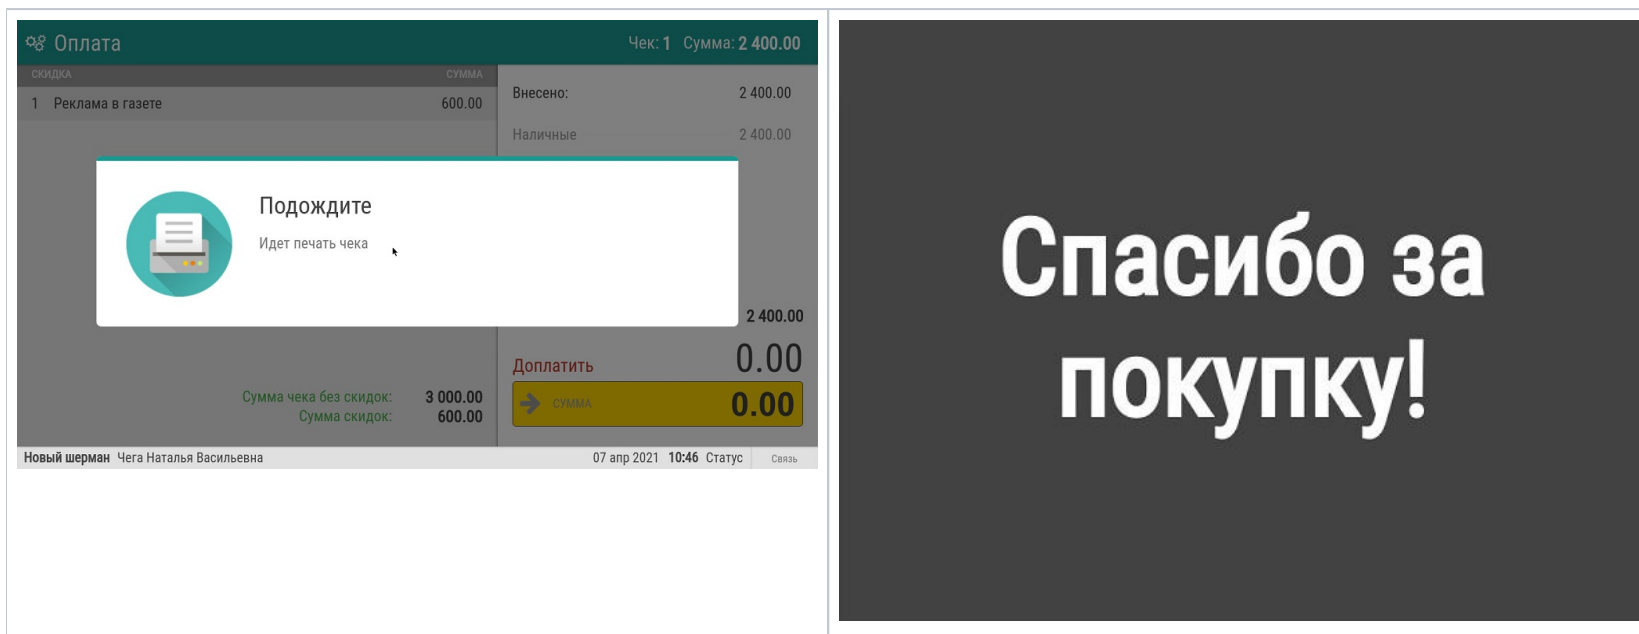 Оплата
Чек: 1 Сумма: 2 400.00
СКИДКА СУММА
1 Реклама в газете 600.00
Внесено: 2 400.00
Наличные 2 400.00
Подождите
Идет печать чека
2 400.00
Доплатить 0.00
Сумма чека без скидок: 3 000.00
Сумма скидок: 600.00
СУММА 0.00
Новый шерман Чега Наталья Васильевна 07 апр 2021 10:46 Статус Связь
Спасибо за
покупку!